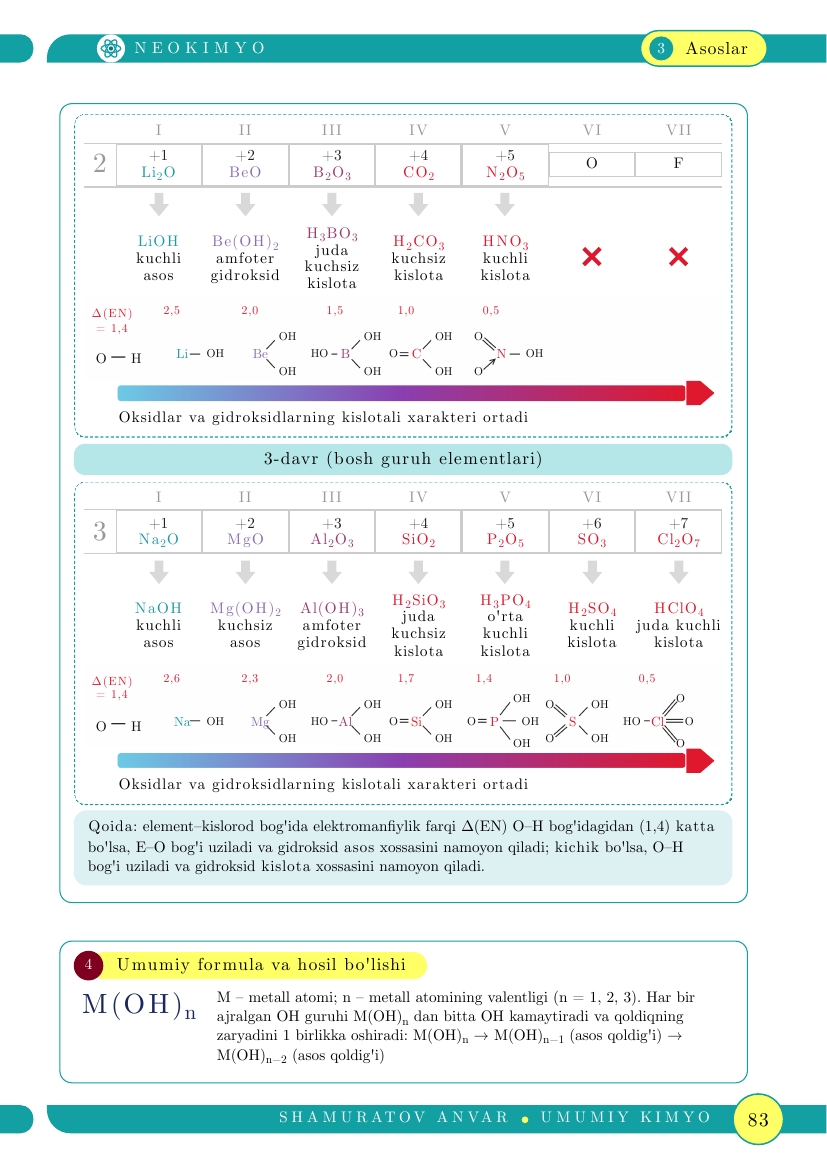 NEOKIMYO
3 Asoslar
I II III IV V VI VII
2 +1 +2 +3 +4 +5 O F
Li₂O BeO B₂O₃ CO₂ N₂O₅
LiOH Be(OH)₂ H₃BO₃ H₂CO₃ HNO₃
kuchli amfoter juda kuchsiz kuchli
asos gidroksid kuchsiz kislota kislota
kislota
Δ(EN) 2,5 2,0 1,5 1,0 0,5
= 1,4
O — H Li — OH Be OH OH HO – B OH OH O = C OH OH O O N — OH
Oksidlar va gidroksidlarning kislotali xarakteri ortadi
3-davr (bosh guruh elementlari)
I II III IV V VI VII
3 +1 +2 +3 +4 +5 +6 +7
Na₂O MgO Al₂O₃ SiO₂ P₂O₅ SO₃ Cl₂O₇
NaOH Mg(OH)₂ Al(OH)₃ H₂SiO₃ H₃PO₄ H₂SO₄ HClO₄
kuchli kuchsiz amfoter juda o'rta kuchli juda kuchli
asos asos gidroksid kuchsiz kuchli kislota kislota
kislota kislota
Δ(EN) 2,6 2,3 2,0 1,7 1,4 1,0 0,5
= 1,4
O — H Na — OH Mg OH OH HO – Al OH OH O = Si OH OH O = P OH OH OH O O S OH OH HO – Cl O O O
Oksidlar va gidroksidlarning kislotali xarakteri ortadi
Qoida: element–kislorod bog'ida elektromanfiylik farqi Δ(EN) O–H bog'idagidan (1,4) katta
bo'lsa, E–O bog'i uziladi va gidroksid asos xossasini namoyon qiladi; kichik bo'lsa, O–H
bog'i uziladi va gidroksid kislota xossasini namoyon qiladi.
4 Umumiy formula va hosil bo'lishi
M(OH)ₙ
M – metall atomi; n – metall atomining valentligi (n = 1, 2, 3). Har bir
ajralgan OH guruhi M(OH)ₙ dan bitta OH kamaytiradi va qoldiqning
zaryadini 1 birlikka oshiradi: M(OH)ₙ → M(OH)ₙ₋₁ (asos qoldig'i) →
M(OH)ₙ₋₂ (asos qoldig'i)
SHAMURATOV ANVAR • UMUMIY KIMYO 83